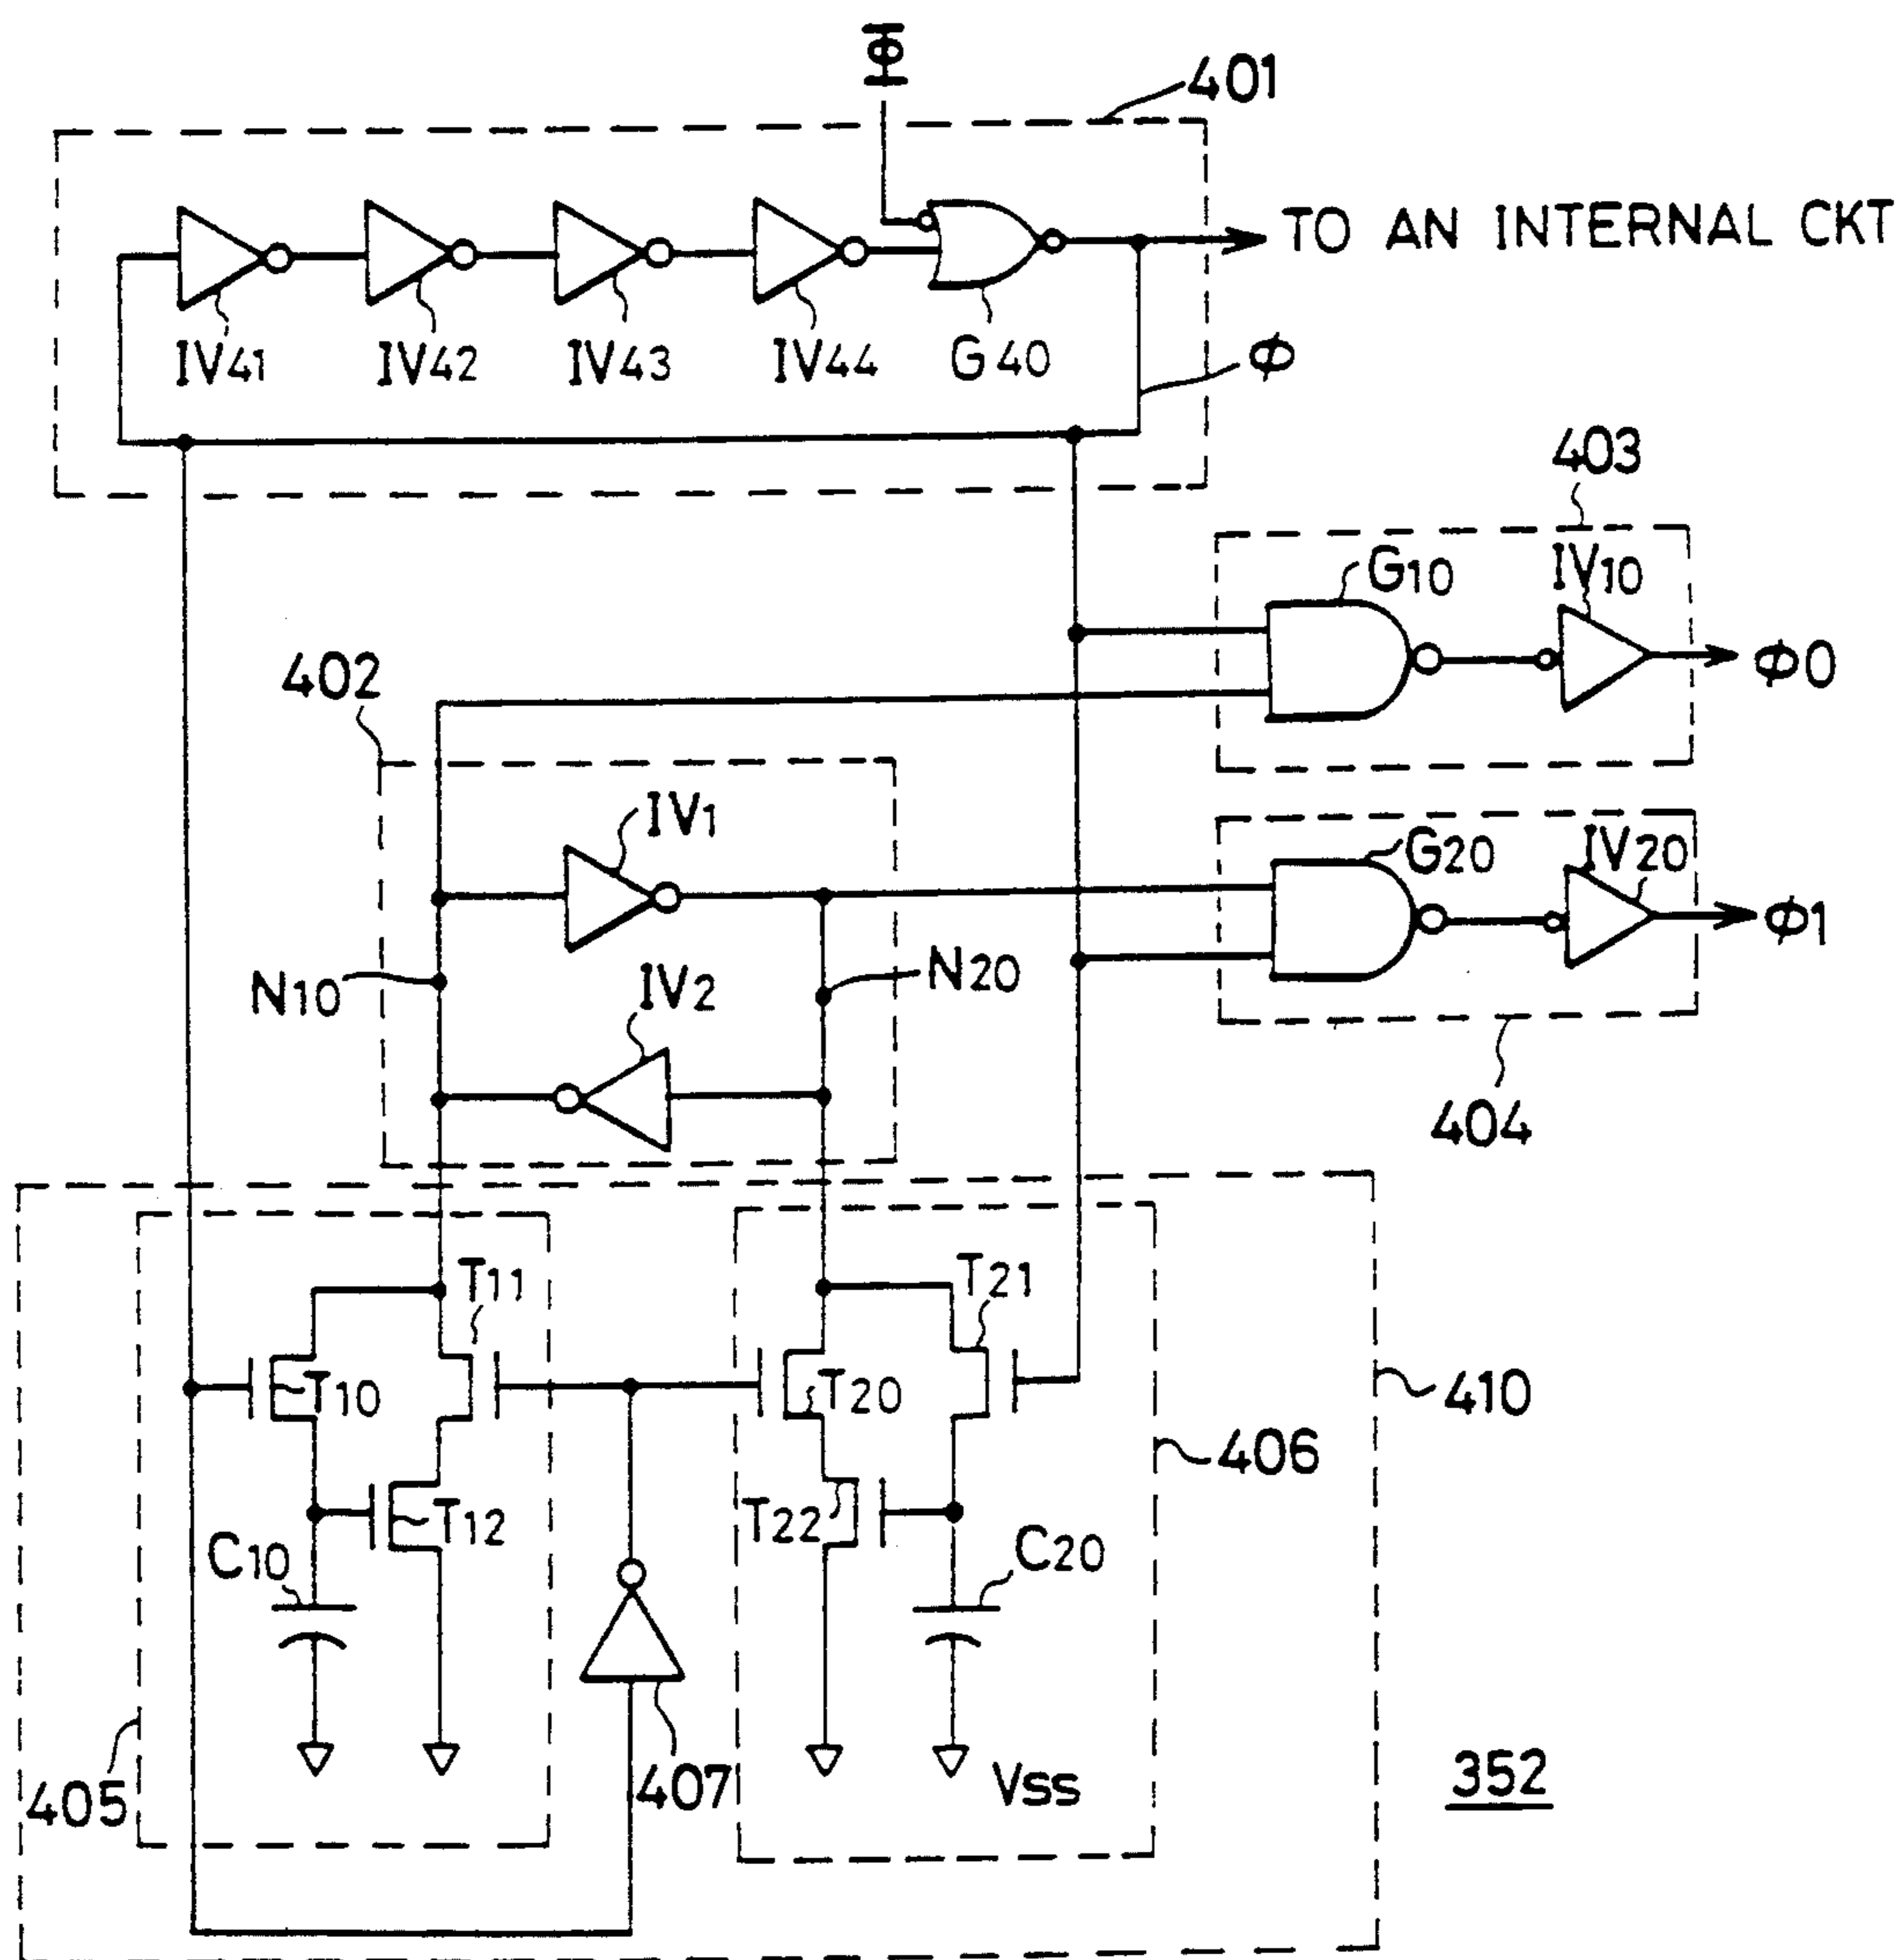 Φ
401
TO AN INTERNAL CKT
IV41
IV42
IV43
IV44
G40
Φ
403
G10
IV10
Φ0
402
IV1
G20
IV20
Φ1
N10
IV2
N20
404
T11
T21
T10
T20
410
406
T12
T22
C10
C20
405
407
Vss
352